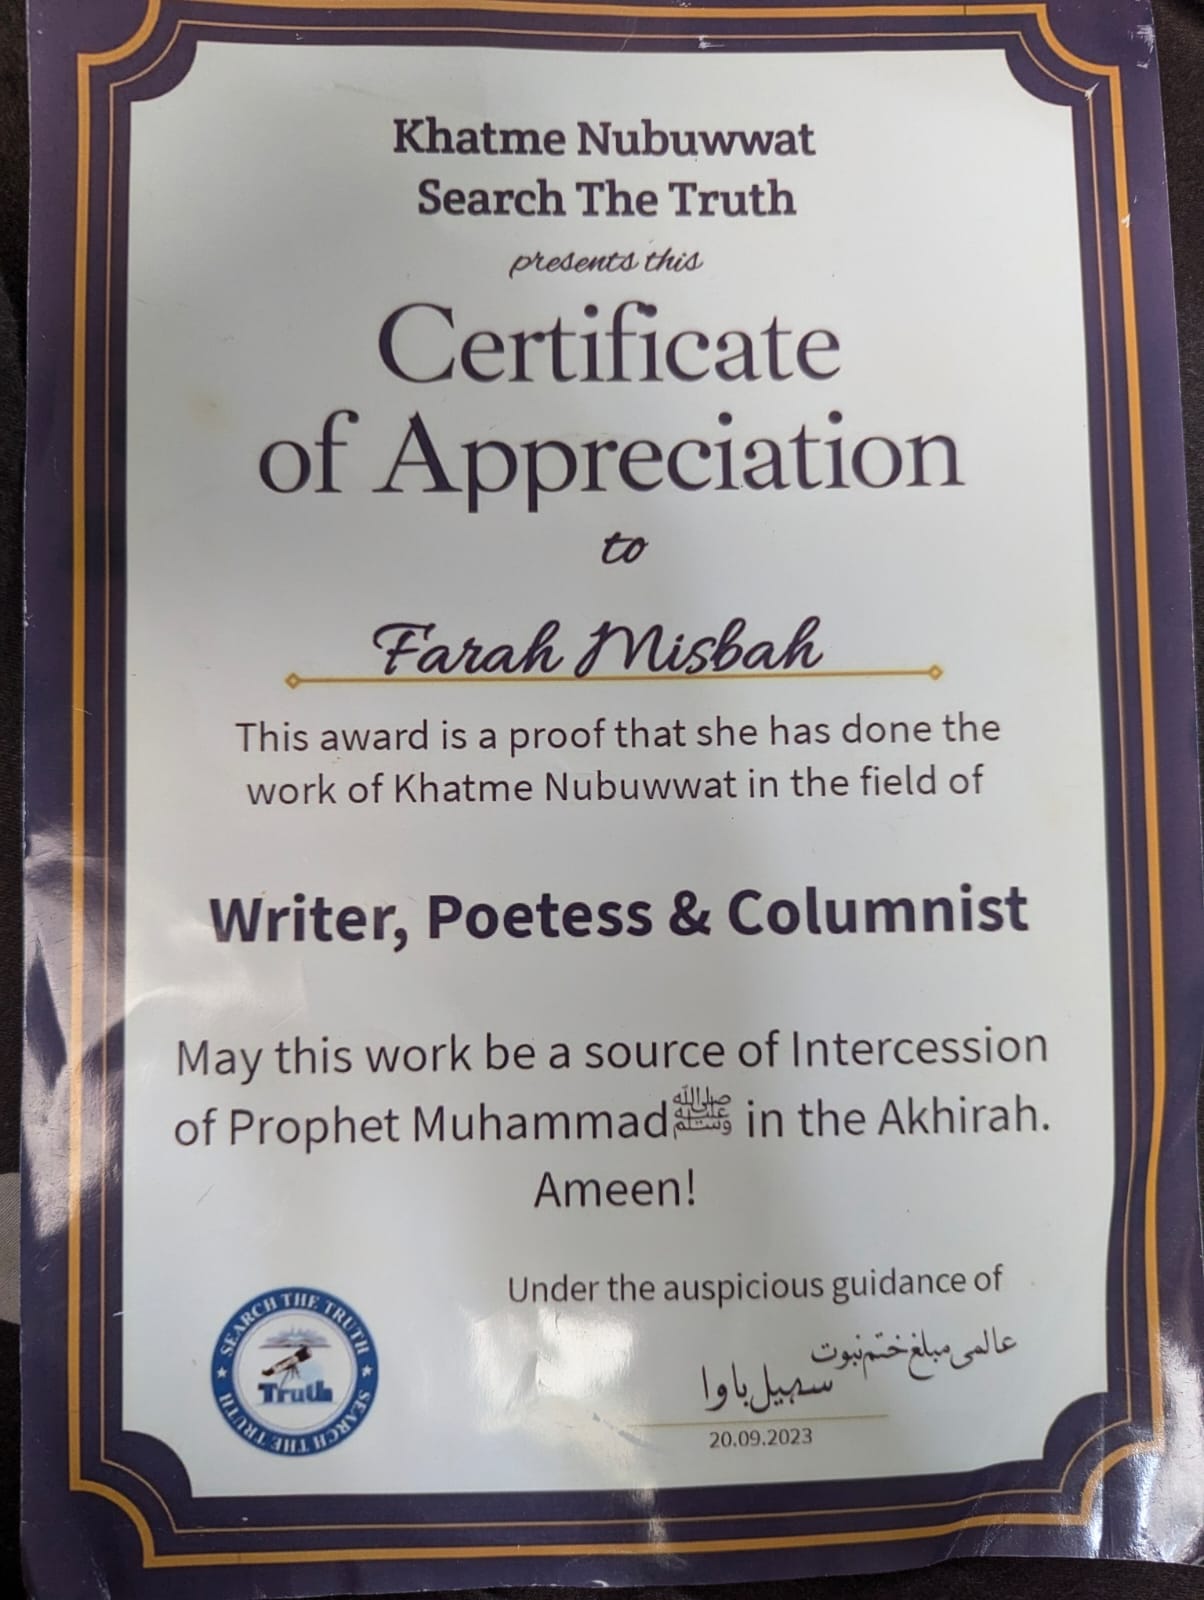 Khatme Nubuwwat
Search The Truth
presents this
Certificate
of Appreciation
to
Farah Misbah
This award is a proof that she has done the
work of Khatme Nubuwwat in the field of
Writer, Poetess & Columnist
May this work be a source of Intercession
of Prophet Muhammadﷺ in the Akhirah.
Ameen!
Under the auspicious guidance of
عالمی مبلغ ختم نبوت
سہیل باوا
20.09.2023
SEARCH THE TRUTH
Truth
SEARCH THE TRUTH